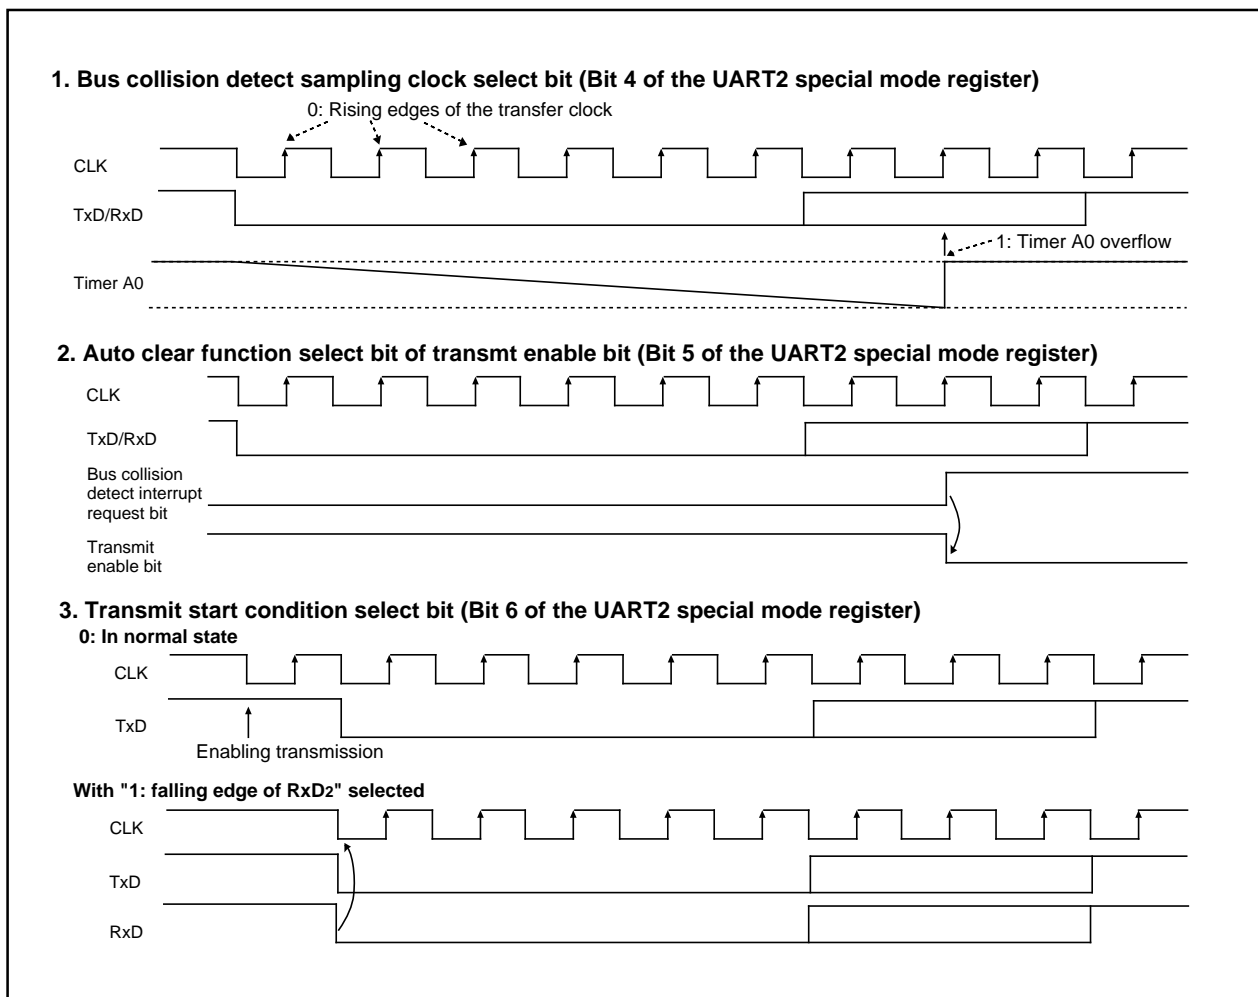 1. Bus collision detect sampling clock select bit (Bit 4 of the UART2 special mode register)
0: Rising edges of the transfer clock
CLK
TxD/RxD
1: Timer A0 overflow
Timer A0
2. Auto clear function select bit of transmt enable bit (Bit 5 of the UART2 special mode register)
CLK
TxD/RxD
Bus collision
detect interrupt
request bit
Transmit
enable bit
3. Transmit start condition select bit (Bit 6 of the UART2 special mode register)
0: In normal state
CLK
TxD
Enabling transmission
With "1: falling edge of RxD2" selected
CLK
TxD
RxD